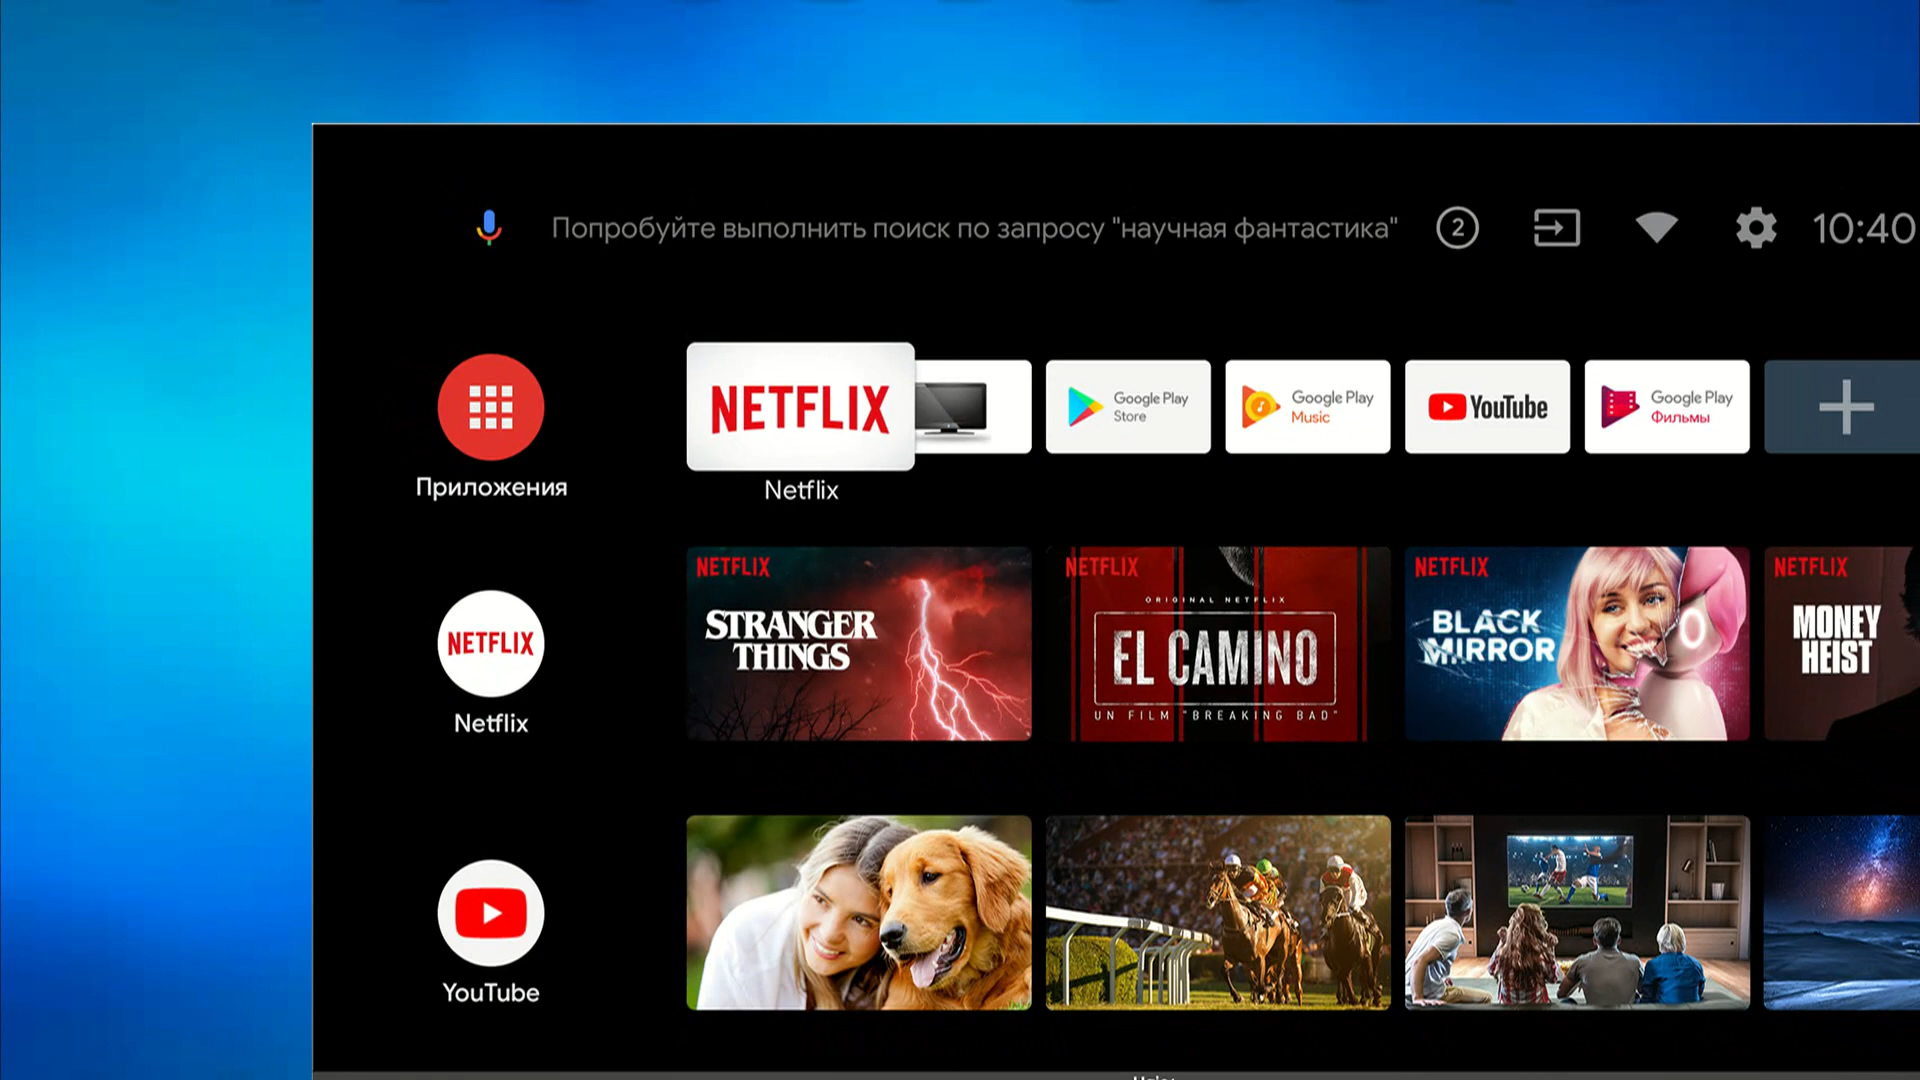 Попробуйте выполнить поиск по запросу "научная фантастика"
2
10:40
NETFLIX
Google Play
Store
Google Play
Music
YouTube
Google Play
Фильмы
Приложения
Netflix
NETFLIX
STRANGER
THINGS
NETFLIX
ORIGINAL NETFLIX
EL CAMINO
UN FILM "BREAKING BAD"
NETFLIX
BLACK
MIRROR
NETFLIX
MONEY
HEIST
NETFLIX
Netflix
YouTube